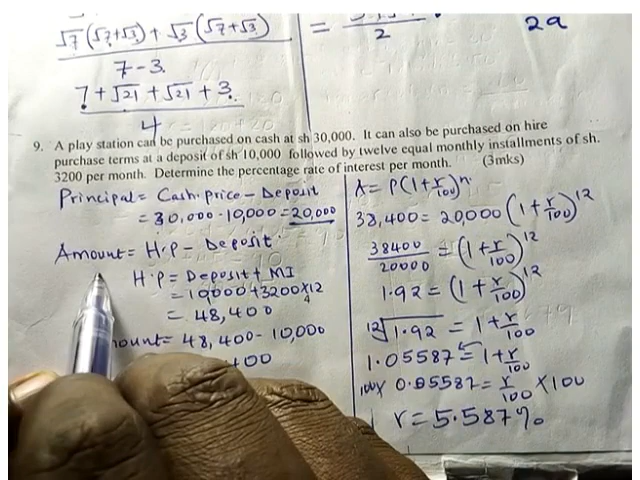 √7(√7+√3) + √3(√7+√3)
7-3
7+√21+√21+3
4
=
2
2a
9. A play station can be purchased on cash at sh 30,000. It can also be purchased on hire
purchase terms at a deposit of sh 10,000 followed by twelve equal monthly installments of sh.
3200 per month. Determine the percentage rate of interest per month. (3mks)
Principal = Cash price - Deposit
= 30,000 - 10,000 = 20,000
Amount = H.P - Deposit
H.P = Deposit + MI
= 10000 + 3200 x 12
= 48,400
ount = 48,400 - 10,000
400
A = P(1+r/100)^n
38,400 = 20,000 (1+r/100)^12
38400/20000 = (1+r/100)^12
1.92 = (1+r/100)^12
12√1.92 = 1+r/100
1.05587 = 1+r/100
100x 0.05587 = r/100 x 100
r = 5.587%